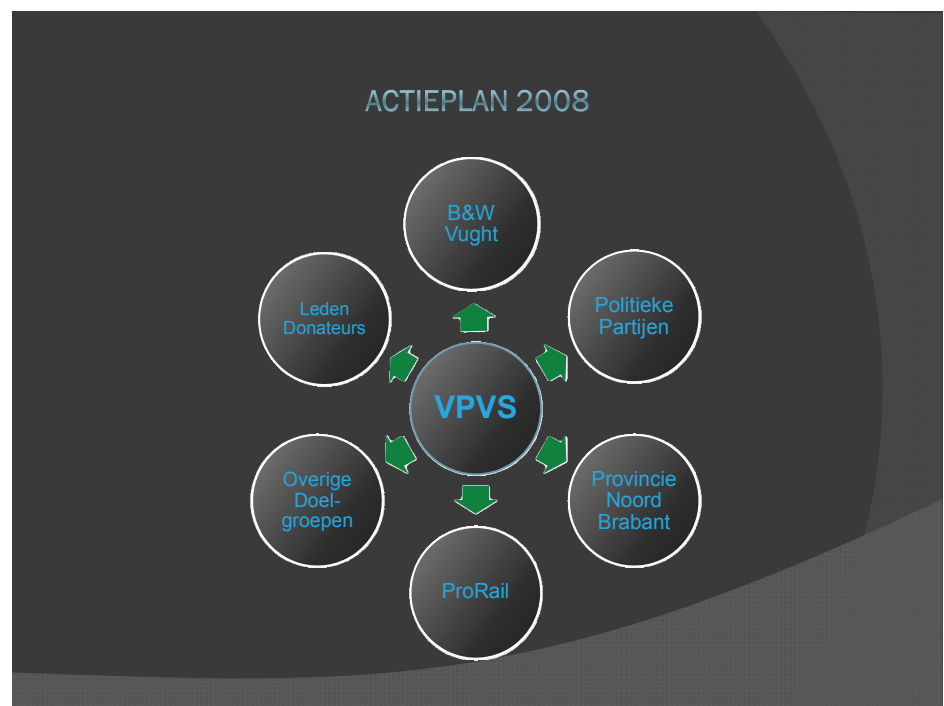 ACTIEPLAN 2008
B&W
Vught
Politieke
Partijen
Provincie
Noord
Brabant
ProRail
Overige
Doel-
groepen
Leden
Donateurs
VPVS